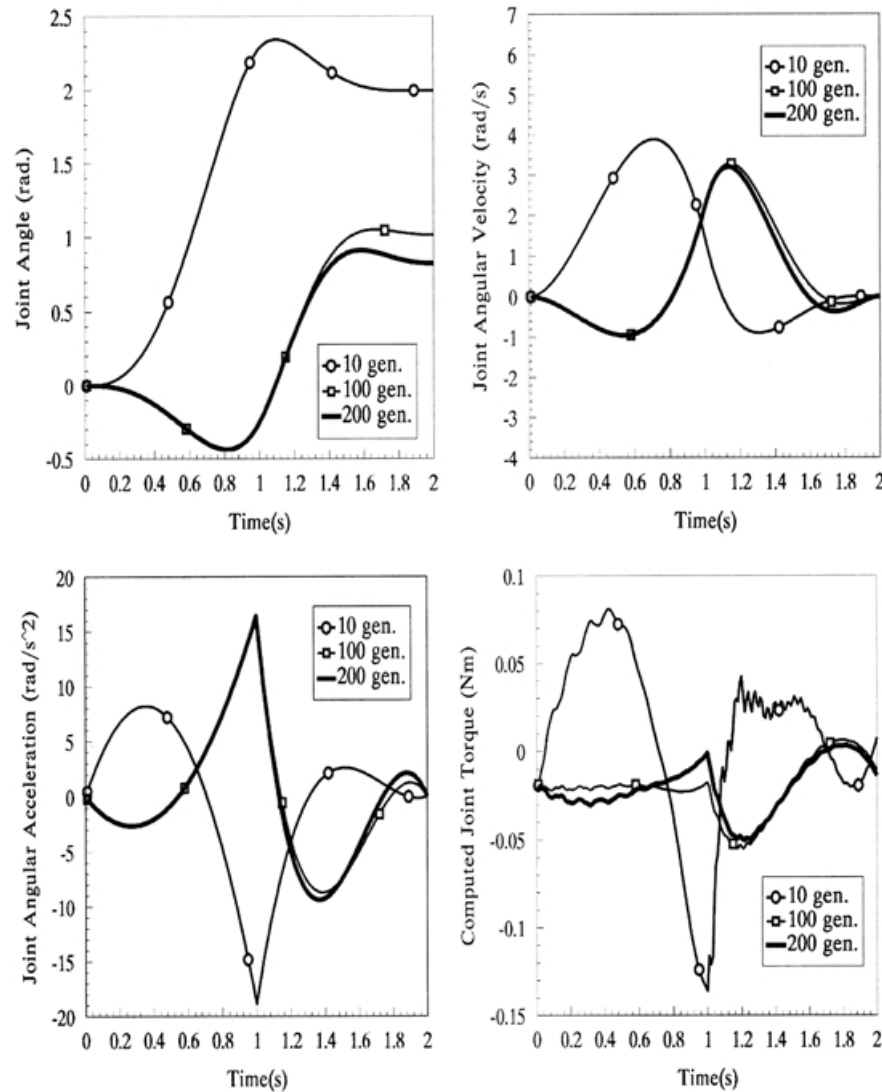 Joint Angle (rad.)
2.5
2
1.5
1
0.5
0
-0.5
10 gen.
100 gen.
200 gen.
0 0.2 0.4 0.6 0.8 1 1.2 1.4 1.6 1.8 2
Time(s)
Joint Angular Velocity (rad/s)
7
6
5
4
3
2
1
0
-1
-2
-3
-4
10 gen.
100 gen.
200 gen.
0 0.2 0.4 0.6 0.8 1 1.2 1.4 1.6 1.8 2
Time(s)
Joint Angular Acceleration (rad/s^2)
20
15
10
5
0
-5
-10
-15
-20
10 gen.
100 gen.
200 gen.
0 0.2 0.4 0.6 0.8 1 1.2 1.4 1.6 1.8 2
Time(s)
Computed Joint Torque (Nm)
0.1
0.05
0
-0.05
-0.1
-0.15
10 gen.
100 gen.
200 gen.
0 0.2 0.4 0.6 0.8 1 1.2 1.4 1.6 1.8 2
Time(s)